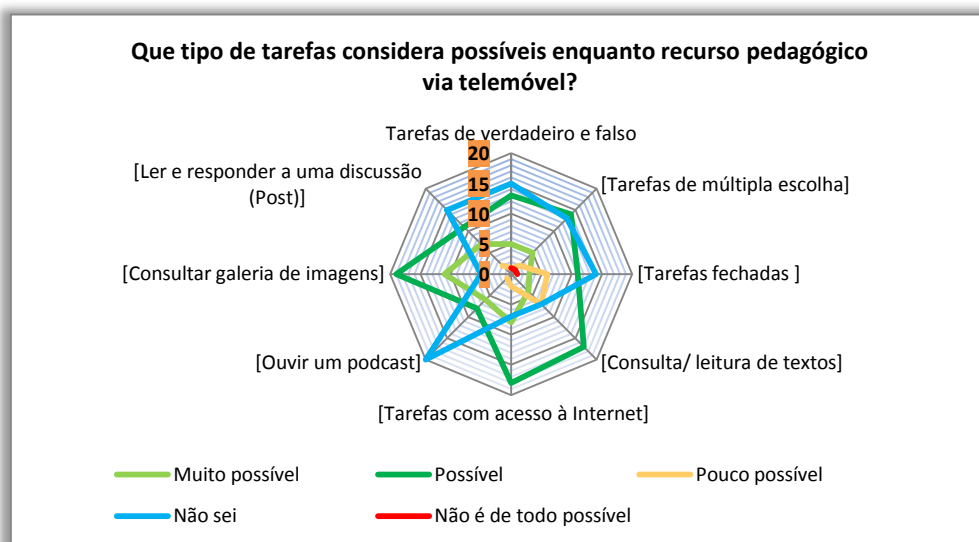 Que tipo de tarefas considera possíveis enquanto recurso pedagógico
via telemóvel?
Tarefas de verdadeiro e falso
[Tarefas de múltipla escolha]
[Tarefas fechadas ]
[Consulta/ leitura de textos]
[Tarefas com acesso à Internet]
[Ouvir um podcast]
[Consultar galeria de imagens]
[Ler e responder a uma discussão
(Post)]
20
15
10
5
0
Muito possível
Possível
Pouco possível
Não sei
Não é de todo possível